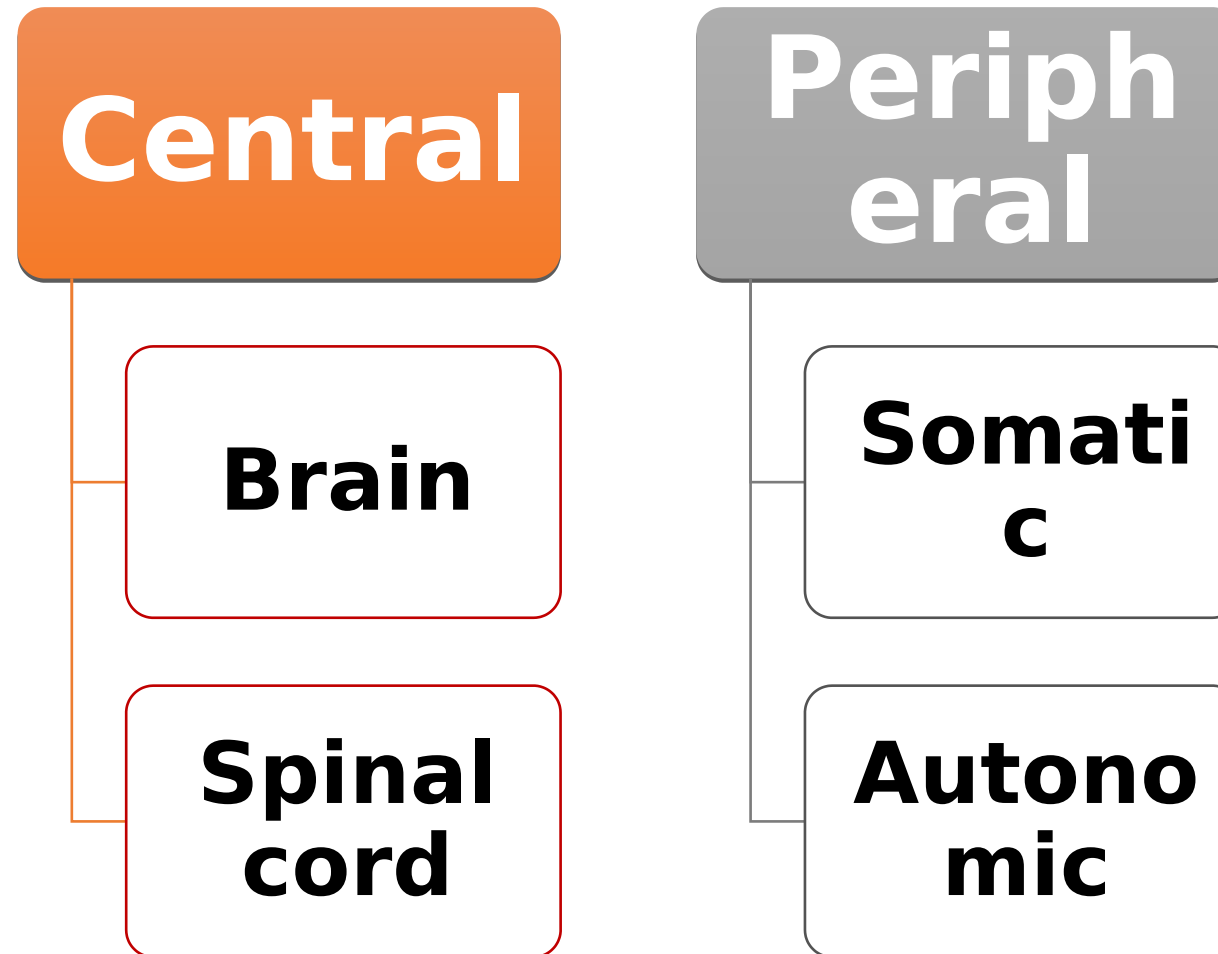 Central
Brain
Spinal
cord
Periph
eral
Somati
c
Autono
mic